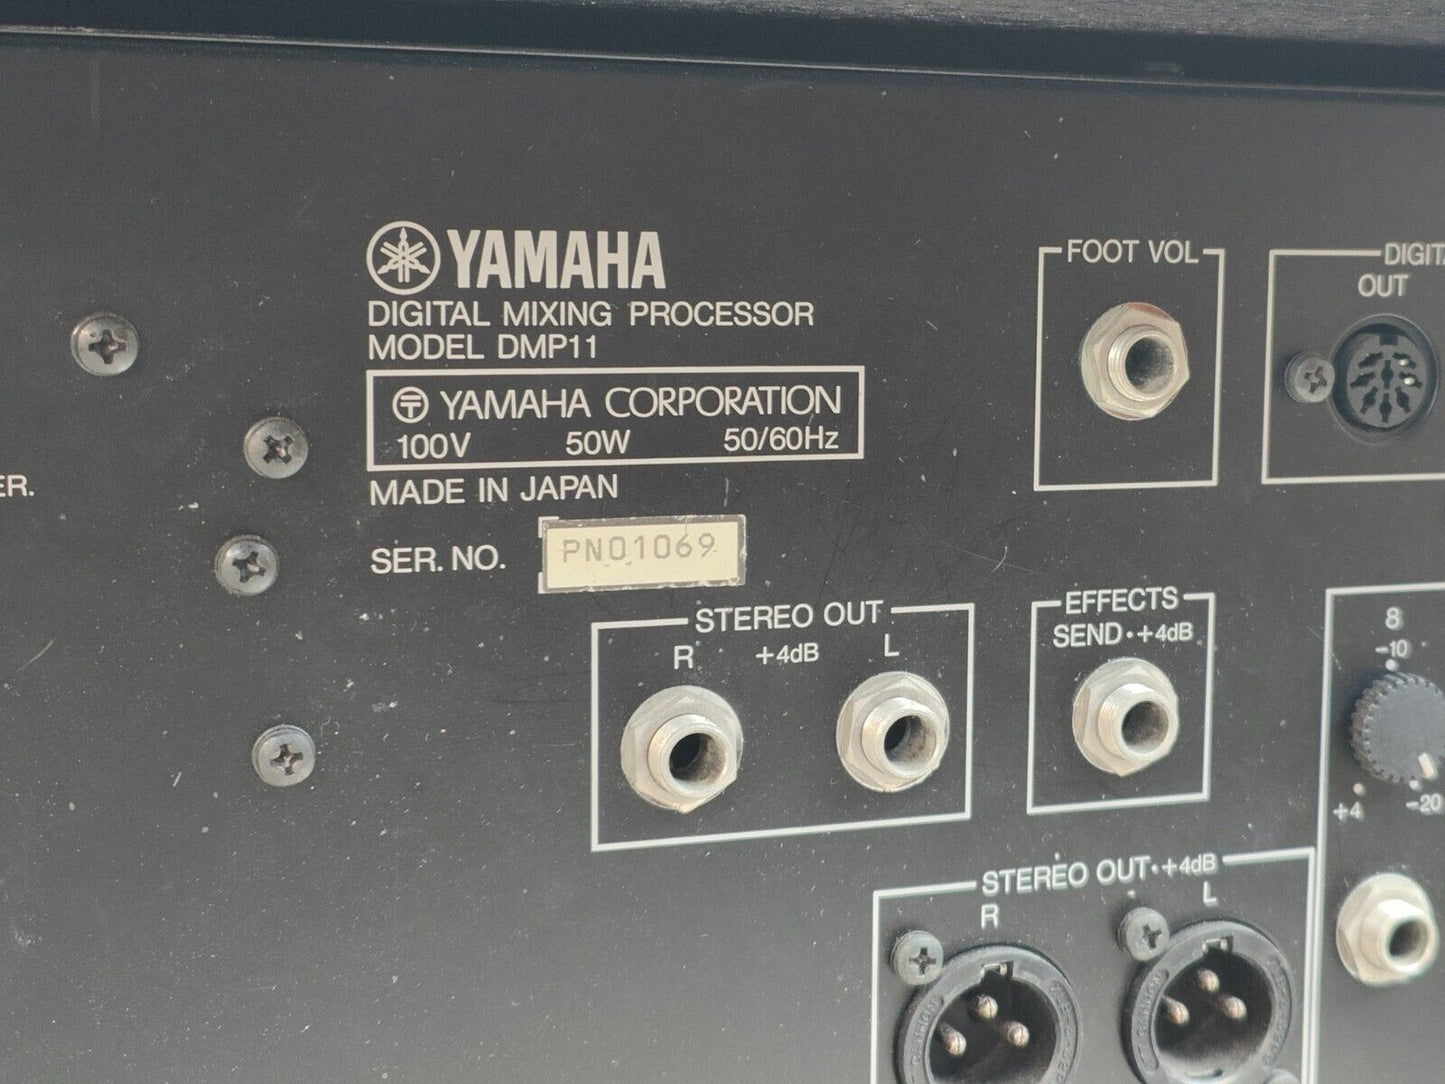 YAMAHA
DIGITAL MIXING PROCESSOR
MODEL DMP11
YAMAHA CORPORATION
100V 50W 50/60Hz
MADE IN JAPAN
SER. NO. PN01069
ER.
FOOT VOL
DIGITA
OUT
STEREO OUT
R +4dB L
EFFECTS
SEND·+4dB
8
-10
+4 -20
STEREO OUT·+4dB
R L